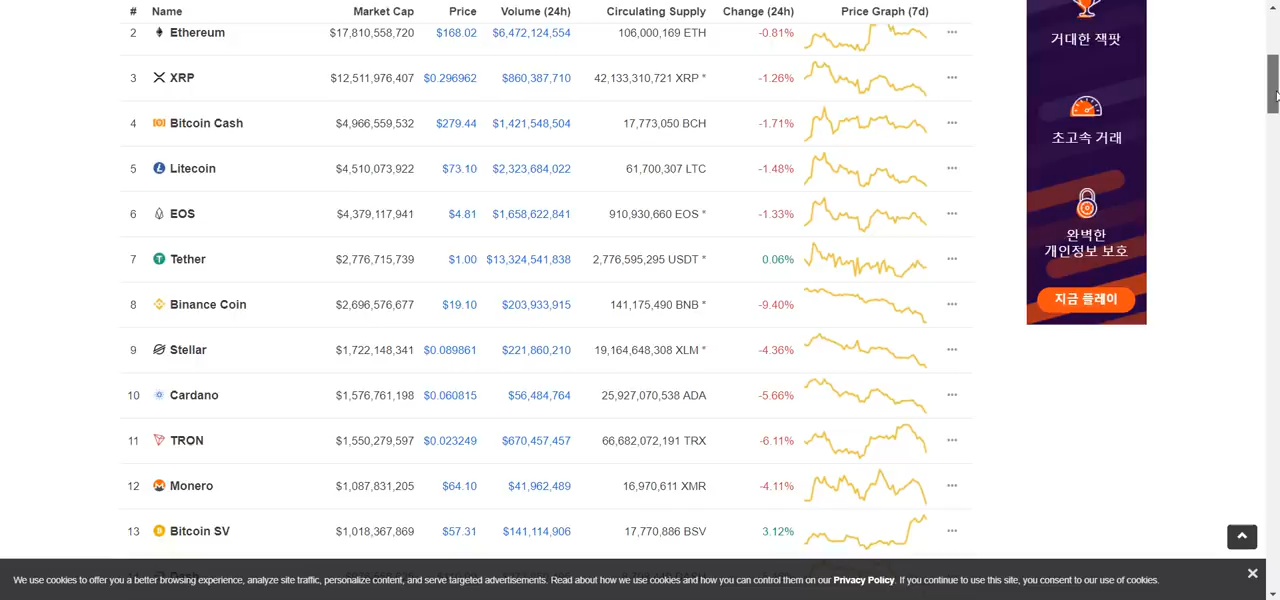 # Name Market Cap Price Volume (24h) Circulating Supply Change (24h) Price Graph (7d)
2 Ethereum $17,810,558,720 $168.02 $6,472,124,554 106,000,169 ETH -0.81%
3 XRP $12,511,976,407 $0.296962 $860,387,710 42,133,310,721 XRP * -1.26%
4 Bitcoin Cash $4,966,559,532 $279.44 $1,421,548,504 17,773,050 BCH -1.71%
5 Litecoin $4,510,073,922 $73.10 $2,323,684,022 61,700,307 LTC -1.48%
6 EOS $4,379,117,941 $4.81 $1,658,622,841 910,930,660 EOS * -1.33%
7 Tether $2,779,715,739 $1.00 $13,324,541,838 2,776,595,295 USDT * 0.06%
8 Binance Coin $2,696,576,077 $19.10 $203,933,915 141,175,490 BNB * -9.40%
9 Stellar $1,722,148,341 $0.089861 $221,860,210 19,164,648,308 XLM * -4.36%
10 Cardano $1,576,761,198 $0.060815 $56,484,764 25,927,070,538 ADA -5.66%
11 TRON $1,550,279,597 $0.023249 $670,457,457 66,682,072,191 TRX -6.11%
12 Monero $1,087,831,205 $64.10 $41,962,489 16,970,611 XMR -4.11%
13 Bitcoin SV $1,018,367,869 $57.31 $141,114,906 17,770,886 BSV 3.12%
거대한 잭팟
초고속 거래
완벽한
개인정보 보호
지금 플레이
We use cookies to offer you a better browsing experience, analyze site traffic, personalize content, and serve targeted advertisements. Read about how we use cookies and how you can control them on our Privacy Policy. If you continue to use this site, you consent to our use of cookies.